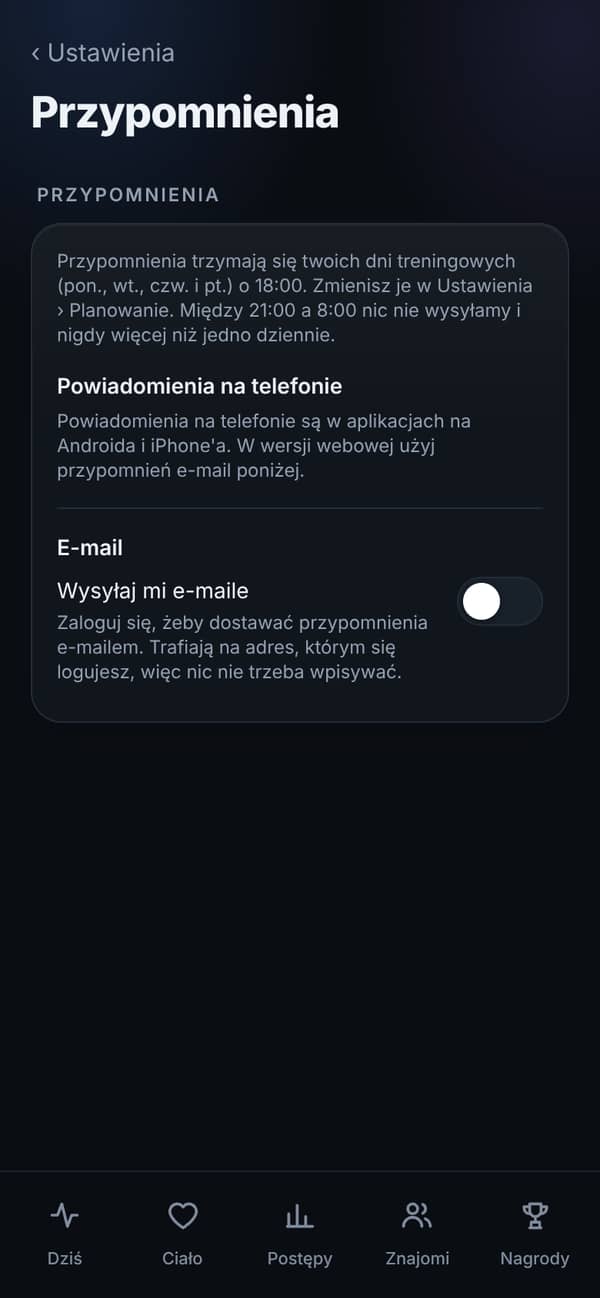 ‹ Ustawienia
Przypomnienia
PRZYPOMNIENIA
Przypomnienia trzymają się twoich dni treningowych
(pon., wt., czw. i pt.) o 18:00. Zmienisz je w Ustawienia
› Planowanie. Między 21:00 a 8:00 nic nie wysyłamy i
nigdy więcej niż jedno dziennie.
Powiadomienia na telefonie
Powiadomienia na telefonie są w aplikacjach na
Androida i iPhone'a. W wersji webowej użyj
przypomnień e-mail poniżej.
E-mail
Wysyłaj mi e-maile
Zaloguj się, żeby dostawać przypomnienia
e-mailem. Trafiają na adres, którym się
logujesz, więc nic nie trzeba wpisywać.
Dziś
Ciało
Postępy
Znajomi
Nagrody